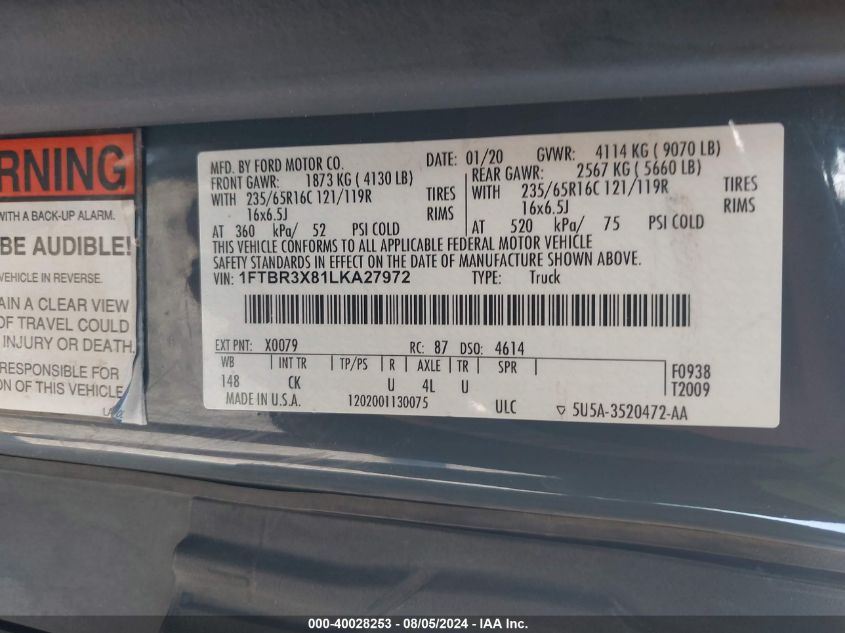 RNING
WITH A BACK-UP ALARM.
BE AUDIBLE!
VEHICLE IN REVERSE.
AIN A CLEAR VIEW
OF TRAVEL COULD
INJURY OR DEATH.
RESPONSIBLE FOR
ON OF THIS VEHICLE
MFD. BY FORD MOTOR CO. DATE: 01/20 GVWR: 4114 KG ( 9070 LB)
FRONT GAWR: 1873 KG ( 4130 LB) REAR GAWR: 2567 KG ( 5660 LB)
WITH 235/65R16C 121/119R TIRES WITH 235/65R16C 121/119R TIRES
16x6.5J RIMS 16x6.5J RIMS
AT 360 kPa/ 52 PSI COLD AT 520 kPa/ 75 PSI COLD
THIS VEHICLE CONFORMS TO ALL APPLICABLE FEDERAL MOTOR VEHICLE
SAFETY STANDARDS IN EFFECT ON THE DATE OF MANUFACTURE SHOWN ABOVE.
VIN: 1FTBR3X81LKA27972 TYPE: Truck
EXT PNT: X0079 RC: 87 DSO: 4614
WB INT TR TP/PS R AXLE TR SPR F0938
148 CK U 4L U T2009
MADE IN U.S.A. 1202001130075 ULC ▽ 5U5A-3520472-AA
000-40028253 - 08/05/2024 - IAA Inc.